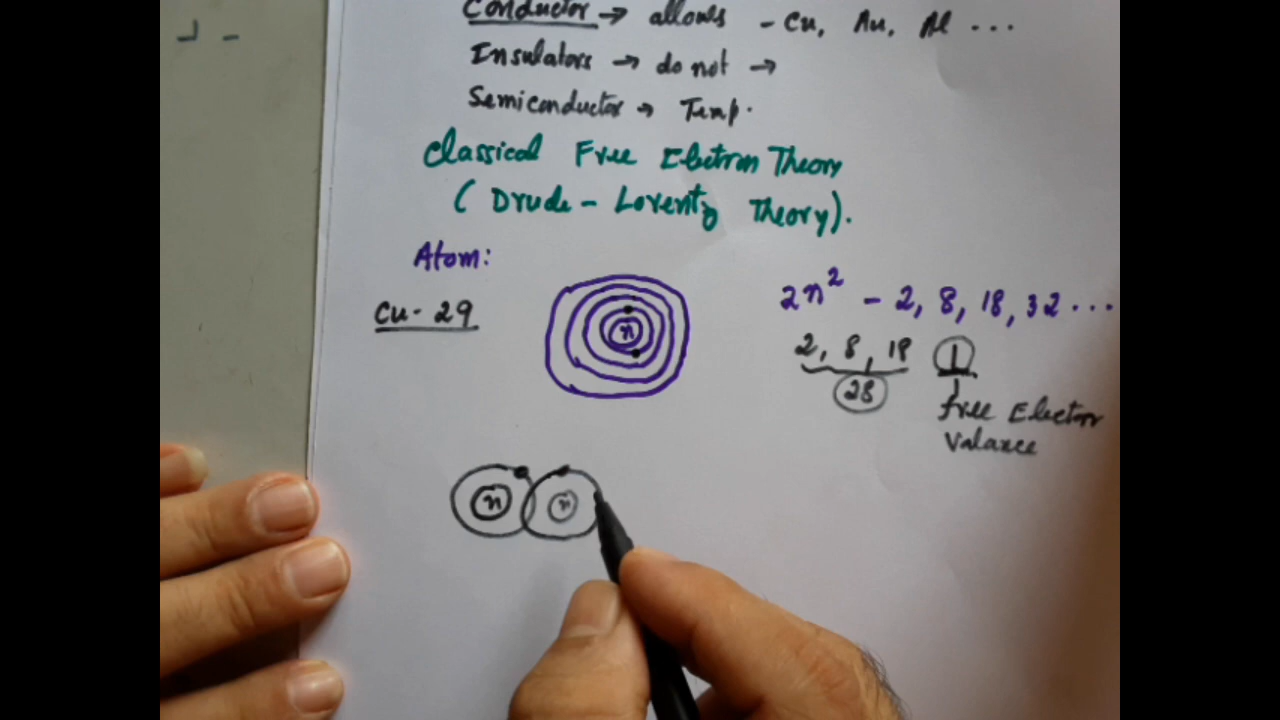 Conductor → allows - Cu, Au, Al ...
Insulators → do not →
Semiconductor → Temp.
Classical Free Electron Theory
( Drude - Lorentz Theory).
Atom:
Cu - 29
n
2n² - 2, 8, 18, 32 ...
2, 8, 18 1
28
free Electron
Valance
n n